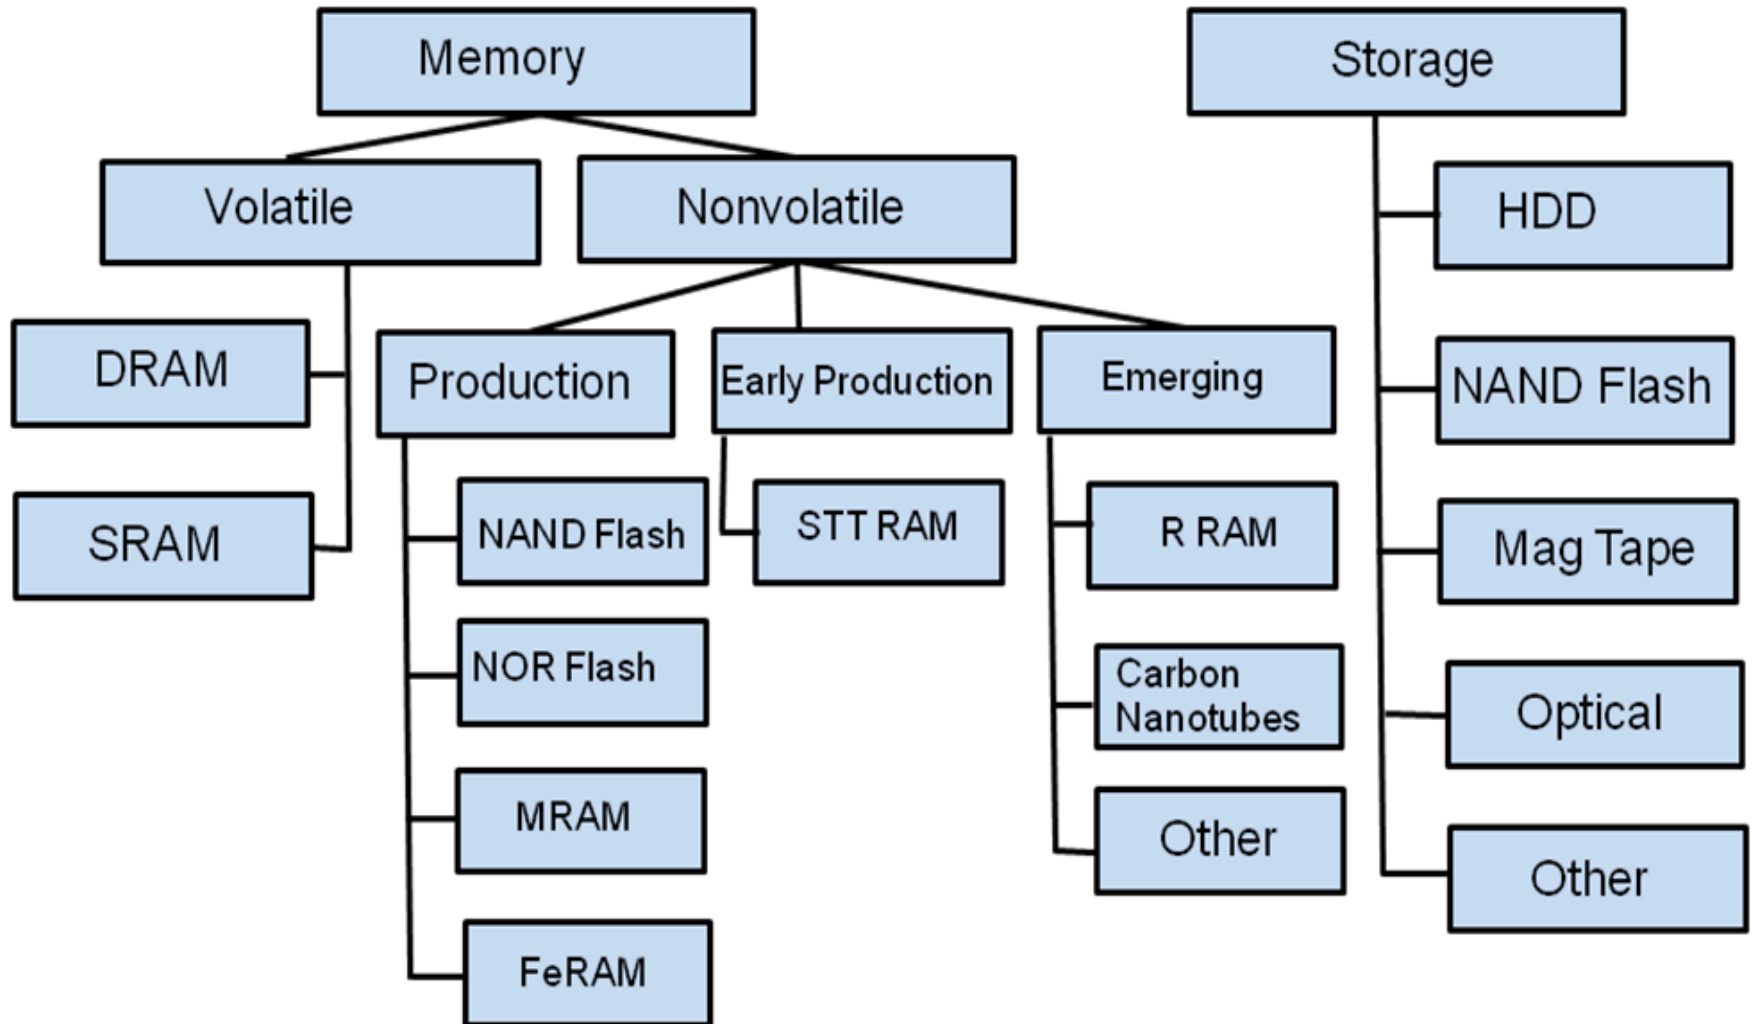 Memory
Storage
Volatile
Nonvolatile
HDD
DRAM
Production
Early Production
Emerging
NAND Flash
SRAM
NAND Flash
STT RAM
R RAM
Mag Tape
NOR Flash
Carbon
Nanotubes
Optical
MRAM
Other
Other
FeRAM